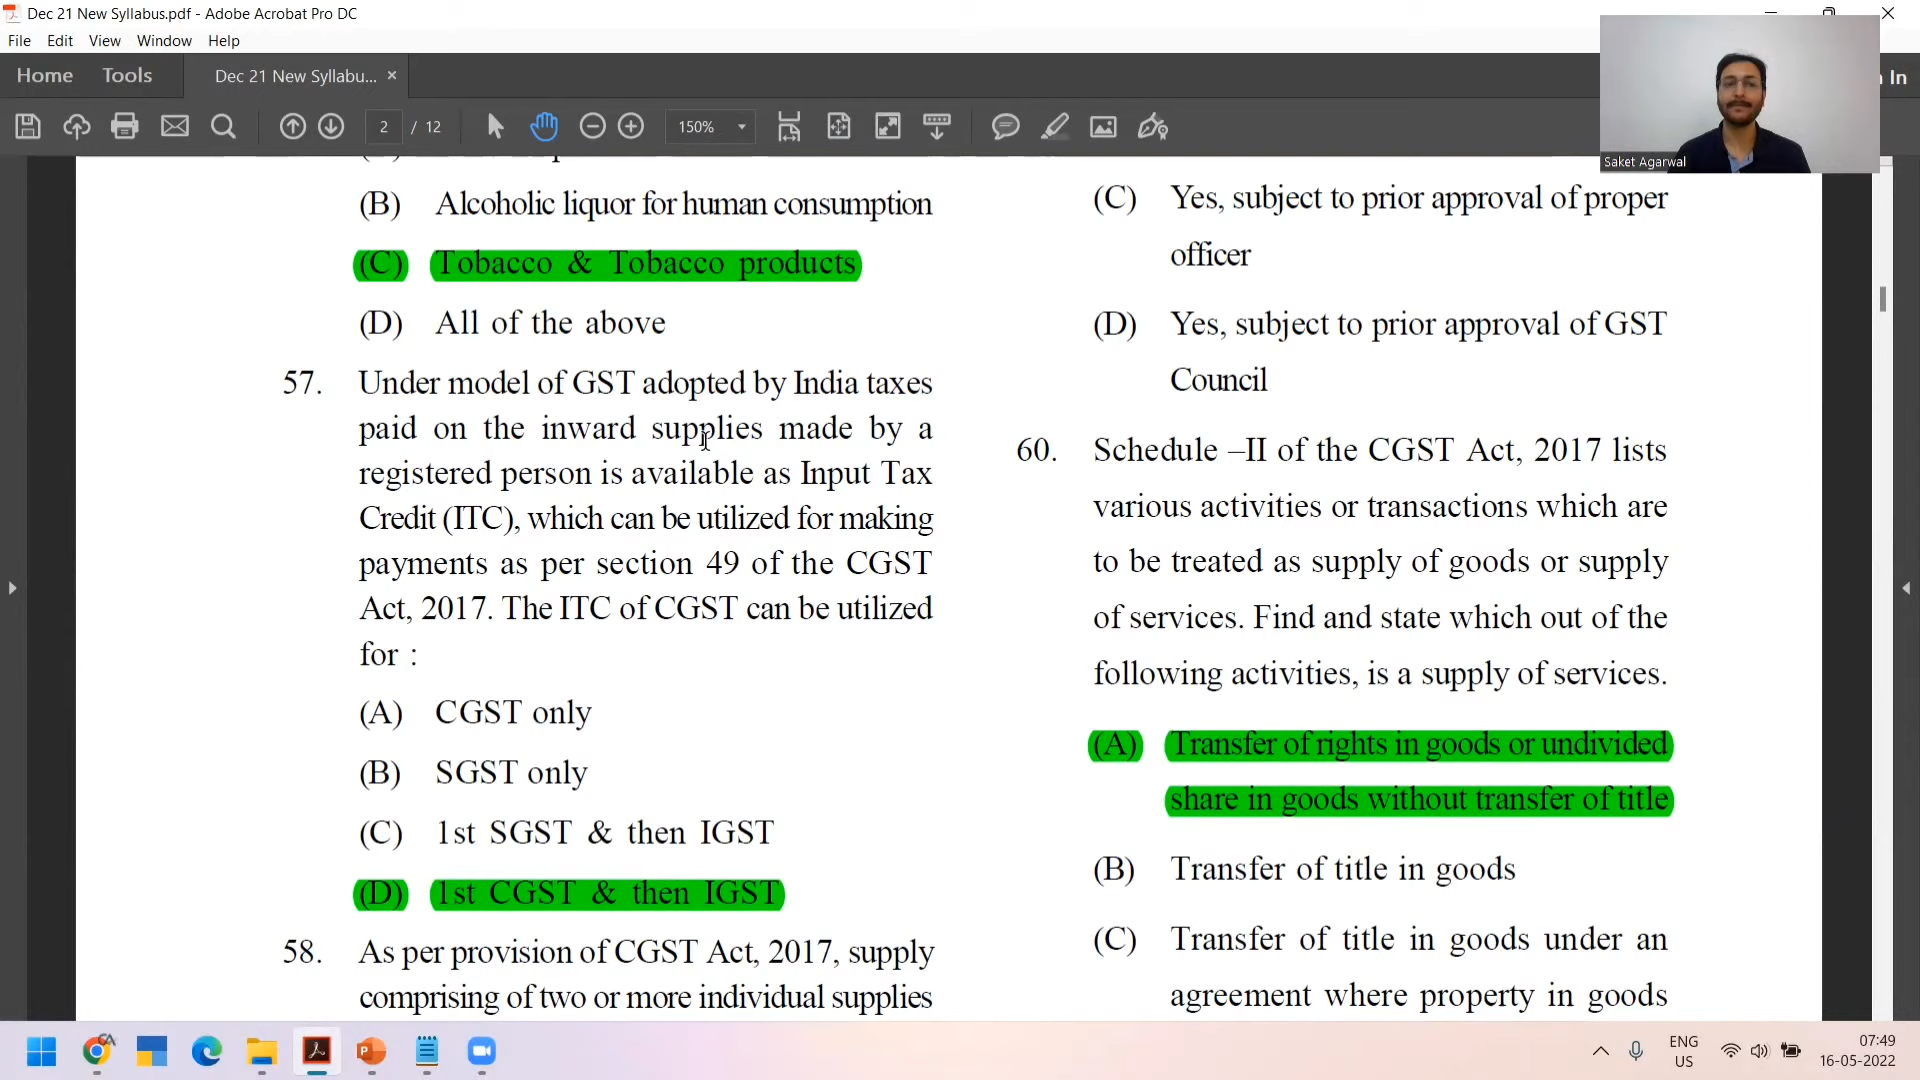 Dec 21 New Syllabus.pdf - Adobe Acrobat Pro DC
File Edit View Window Help
Home Tools Dec 21 New Syllabu... ×
In
2 / 12 150%
Saket Agarwal
(B) Alcoholic liquor for human consumption
(C) Tobacco & Tobacco products
(D) All of the above
57. Under model of GST adopted by India taxes
paid on the inward supplies made by a
registered person is available as Input Tax
Credit (ITC), which can be utilized for making
payments as per section 49 of the CGST
Act, 2017. The ITC of CGST can be utilized
for :
(A) CGST only
(B) SGST only
(C) 1st SGST & then IGST
(D) 1st CGST & then IGST
58. As per provision of CGST Act, 2017, supply
comprising of two or more individual supplies
(C) Yes, subject to prior approval of proper
officer
(D) Yes, subject to prior approval of GST
Council
60. Schedule –II of the CGST Act, 2017 lists
various activities or transactions which are
to be treated as supply of goods or supply
of services. Find and state which out of the
following activities, is a supply of services.
(A) Transfer of rights in goods or undivided
share in goods without transfer of title
(B) Transfer of title in goods
(C) Transfer of title in goods under an
agreement where property in goods
ENG
US
07:49
16-05-2022